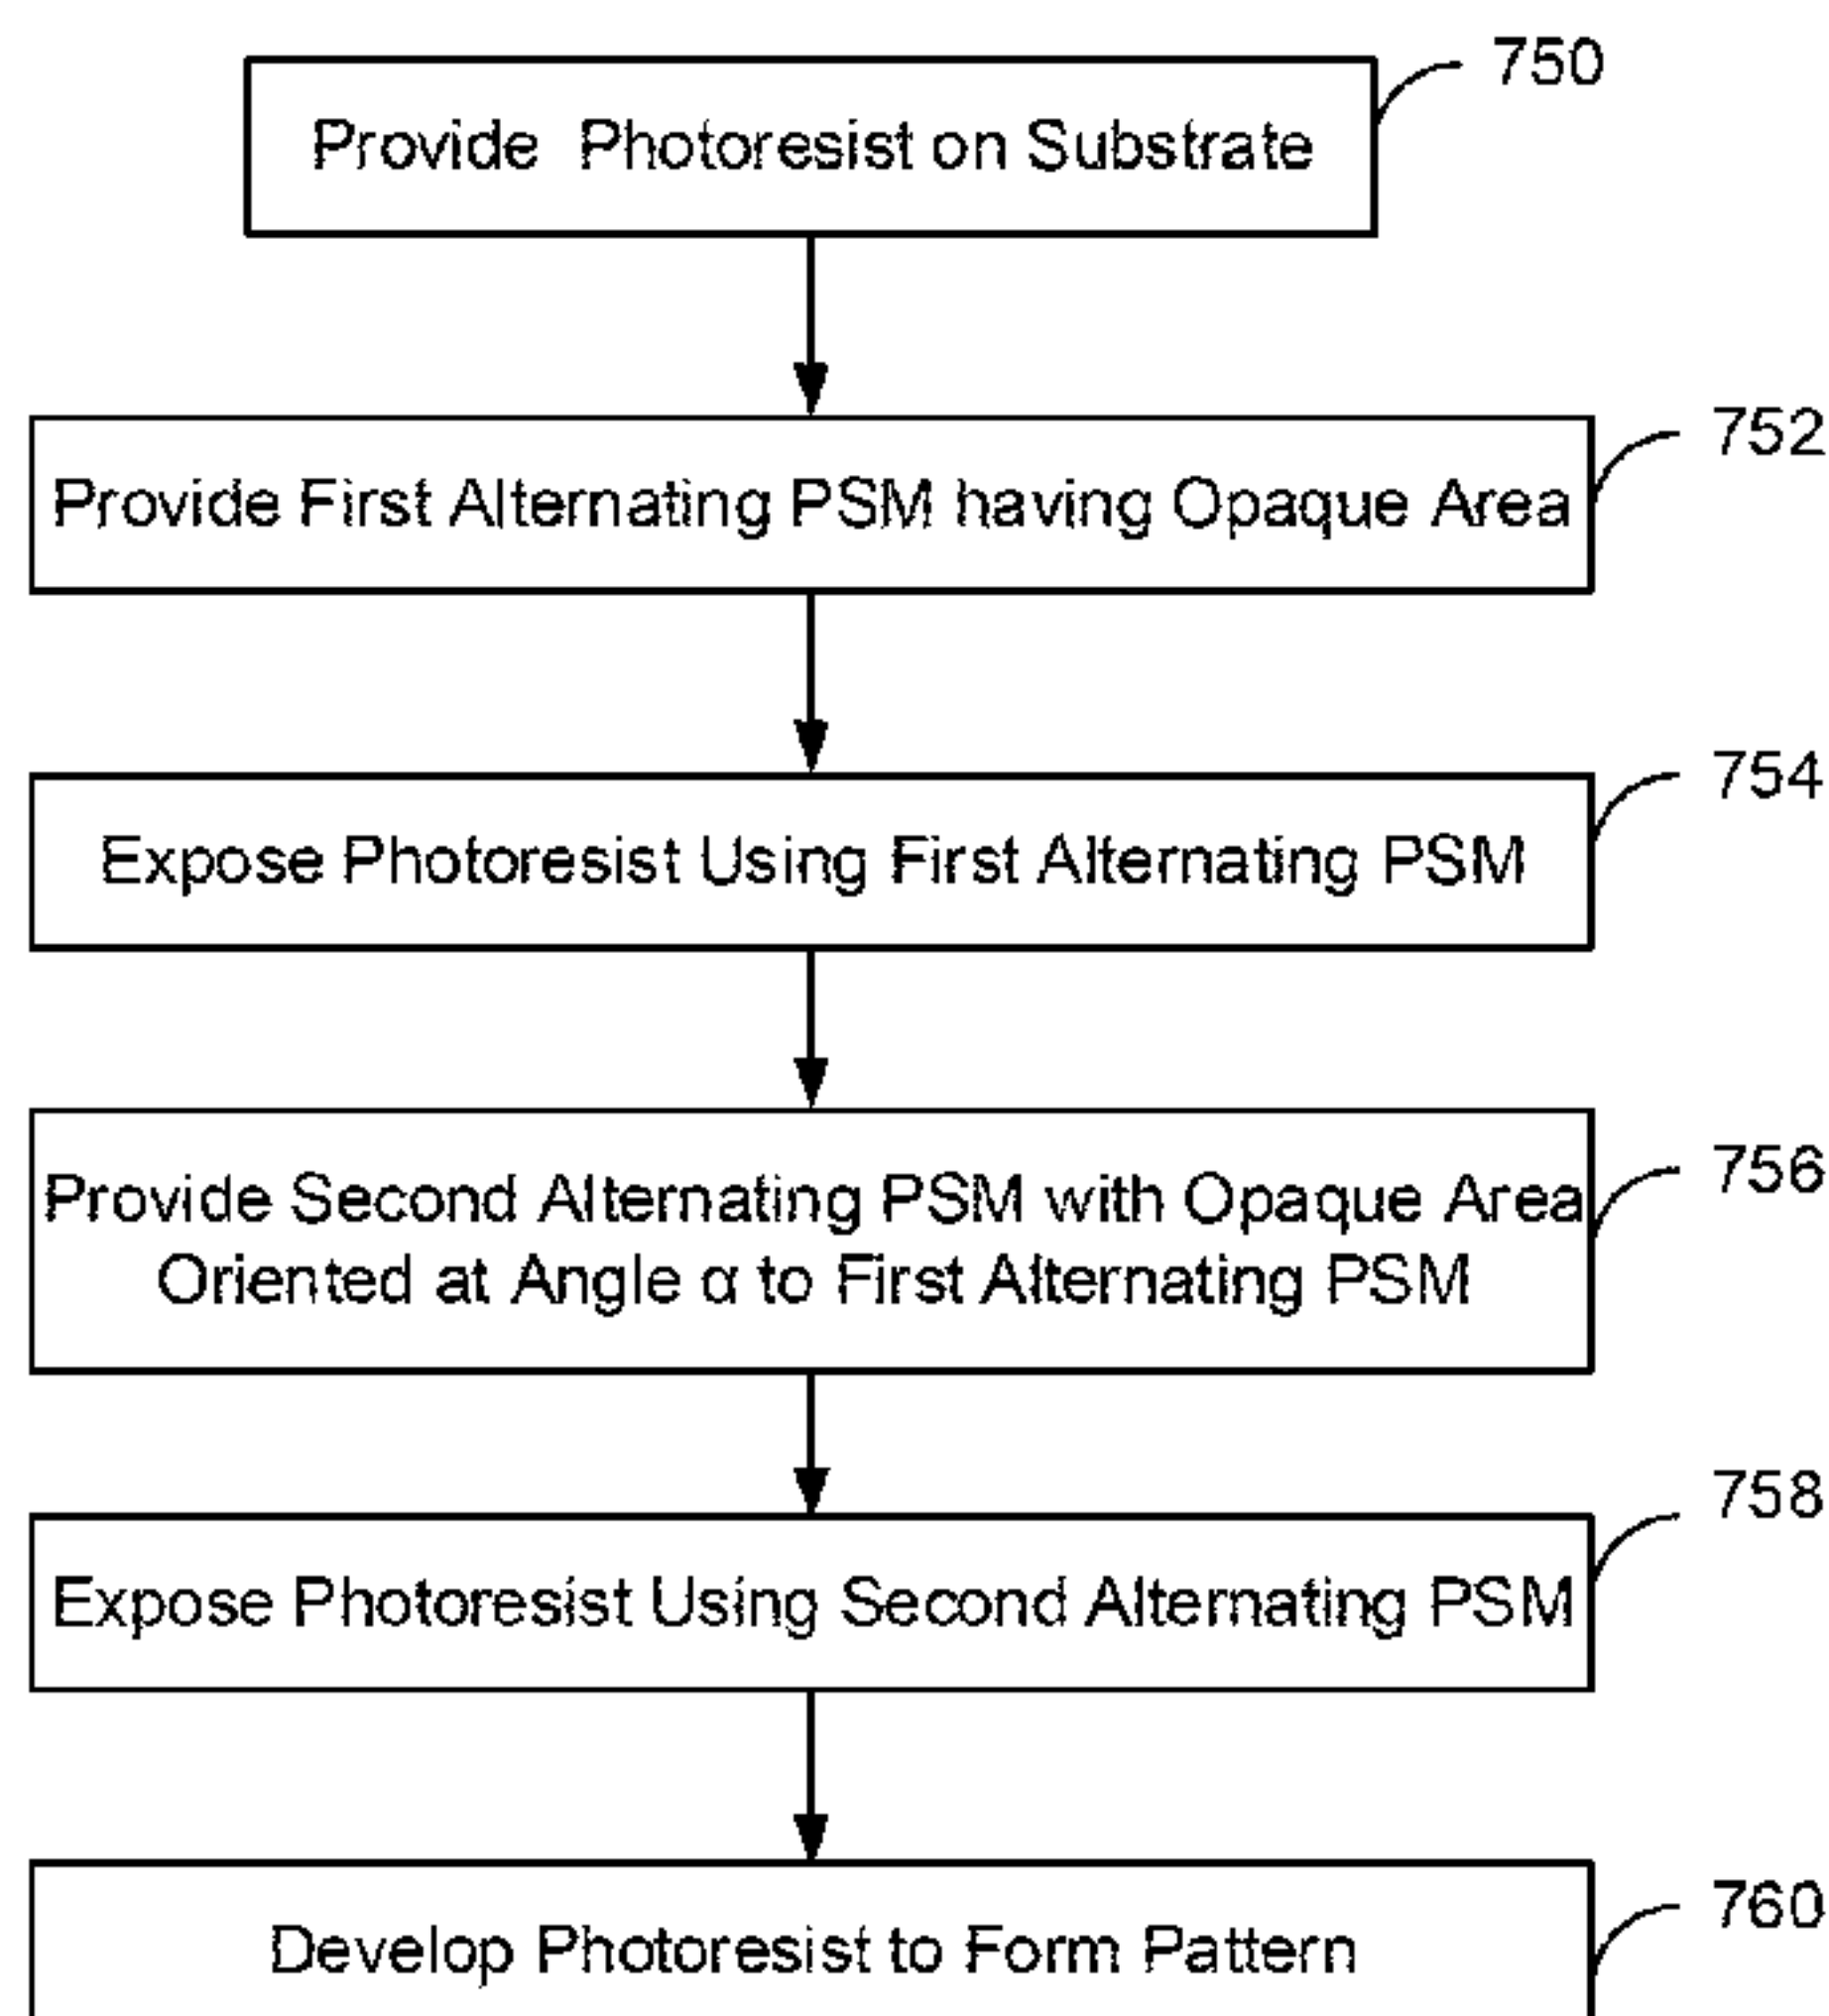 750
Provide Photoresist on Substrate
752
Provide First Alternating PSM having Opaque Area
754
Expose Photoresist Using First Alternating PSM
756
Provide Second Alternating PSM with Opaque Area
Oriented at Angle α to First Alternating PSM
758
Expose Photoresist Using Second Alternating PSM
760
Develop Photoresist to Form Pattern